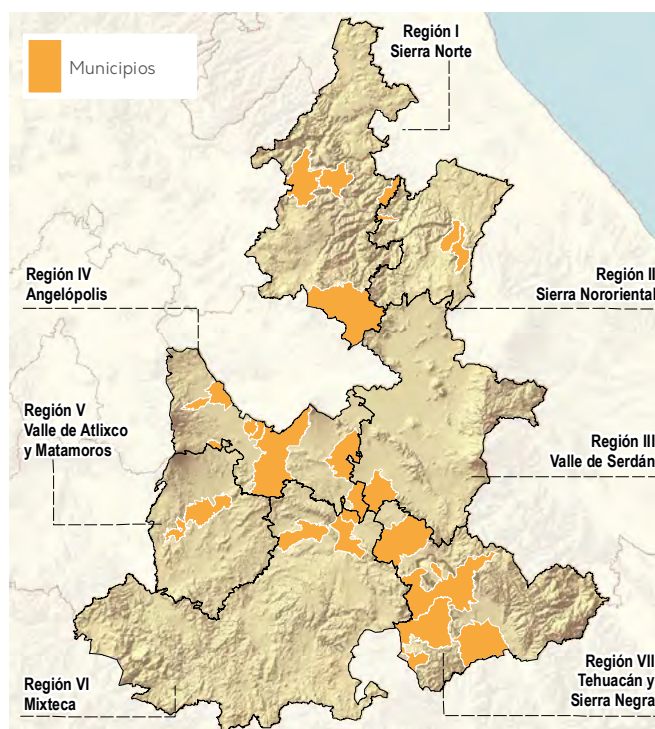 Municipios
Región I
Sierra Norte
Región IV
Angelópolis
Región II
Sierra Nororiental
Región V
Valle de Atlixco
y Matamoros
Región III
Valle de Serdán
Región VI
Mixteca
Región VII
Tehuacán y
Sierra Negra